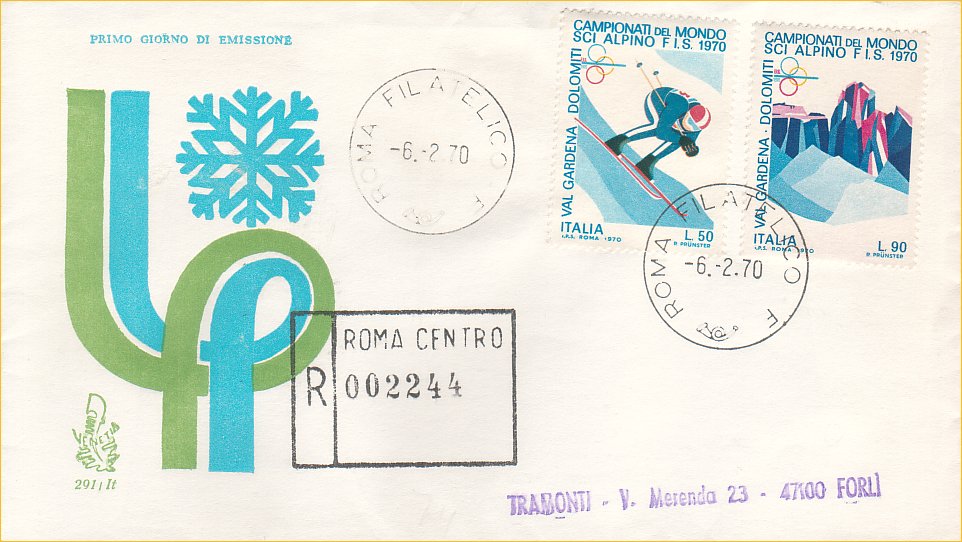 PRIMO GIORNO DI EMISSIONE
CAMPIONATI DEL MONDO
SCI ALPINO F.I.S. 1970
VAL GARDENA · DOLOMITI
ITALIA
L. 50
I.P.S. ROMA 1970
R. PRÜNSTER
CAMPIONATI DEL MONDO
SCI ALPINO F.I.S. 1970
VAL GARDENA · DOLOMITI
ITALIA
L. 90
I.P.S. ROMA 1970
R. PRÜNSTER
ROMA FILATELICO F
-6.-2.70
ROMA FILATELICO F
-6.-2.70
ROMA CENTRO
R 002244
VENETIA
291/It
TRAMONTI - V. Merenda 23 - 47100 FORLÌ